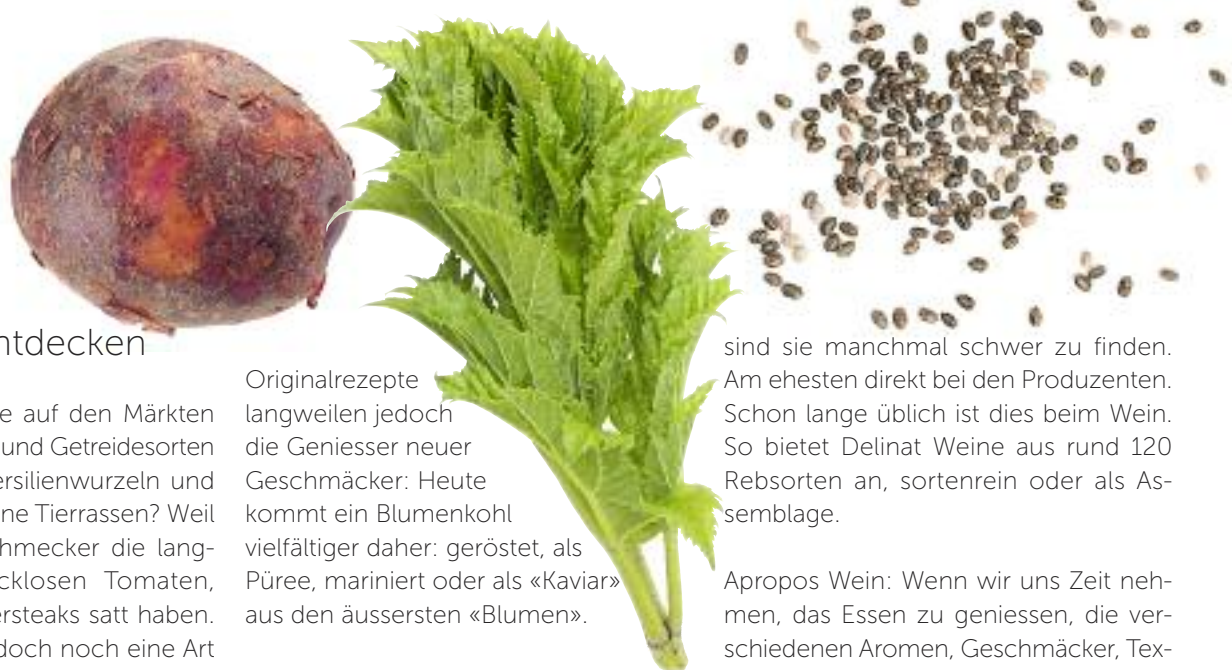 ntdecken
e auf den Märkten
und Getreidesorten
ersilienwurzeln und
ne Tierrassen? Weil
hmecker die lang-
cklosen Tomaten,
ersteaks satt haben.
doch noch eine Art
Originalrezepte
langweilen jedoch
die Geniesser neuer
Geschmäcker: Heute
kommt ein Blumenkohl
vielfältiger daher: geröstet, als
Püree, mariniert oder als «Kaviar»
aus den äussersten «Blumen».
sind sie manchmal schwer zu finden.
Am ehesten direkt bei den Produzenten.
Schon lange üblich ist dies beim Wein.
So bietet Delinat Weine aus rund 120
Rebsorten an, sortenrein oder als As-
semblage.
Apropos Wein: Wenn wir uns Zeit neh-
men, das Essen zu geniessen, die ver-
schiedenen Aromen, Geschmäcker, Tex-